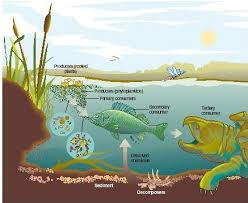 Producers (rooted
plants)
Producers (phytoplankton)
Primary consumers
Secondary
consumer
Tertiary
consumer
Dissolved
chemicals
Sediment
Decomposers